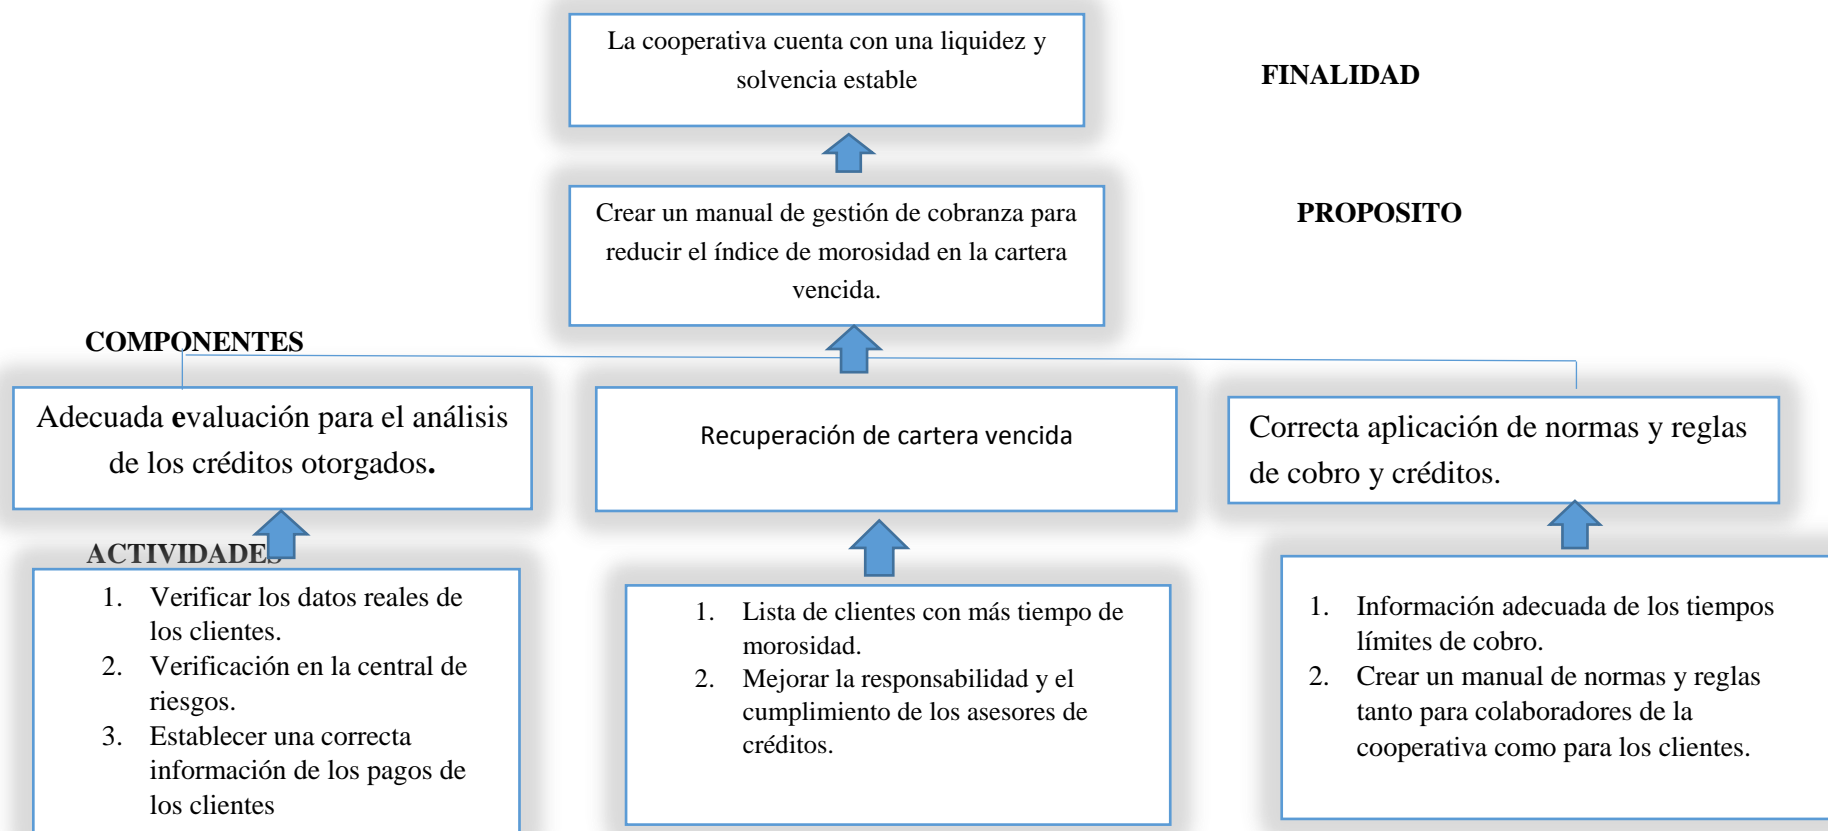 La cooperativa cuenta con una liquidez y
solvencia estable
FINALIDAD
Crear un manual de gestión de cobranza para
reducir el índice de morosidad en la cartera
vencida.
PROPOSITO
COMPONENTES
Adecuada evaluación para el análisis
de los créditos otorgados.
Recuperación de cartera vencida
Correcta aplicación de normas y reglas
de cobro y créditos.
ACTIVIDADES
1. Verificar los datos reales de
los clientes.
2. Verificación en la central de
riesgos.
3. Establecer una correcta
información de los pagos de
los clientes
1. Lista de clientes con más tiempo de
morosidad.
2. Mejorar la responsabilidad y el
cumplimiento de los asesores de
créditos.
1. Información adecuada de los tiempos
límites de cobro.
2. Crear un manual de normas y reglas
tanto para colaboradores de la
cooperativa como para los clientes.